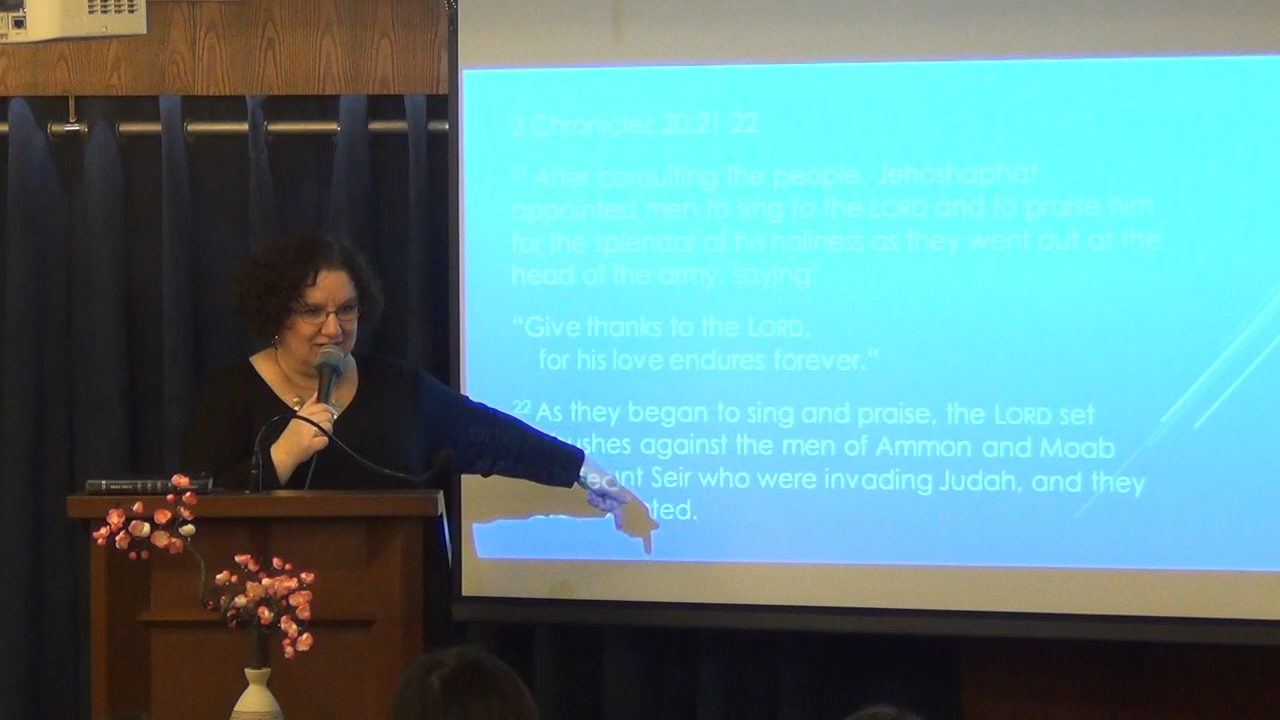 2 Chronicles 20:21-22
21 After consulting the people, Jehoshaphat
appointed men to sing to the LORD and to praise him
for the splendor of his holiness as they went out at the
head of the army, saying:
“Give thanks to the LORD,
for his love endures forever.”
22 As they began to sing and praise, the LORD set
ushes against the men of Ammon and Moab
Seir who were invading Judah, and they
ted.